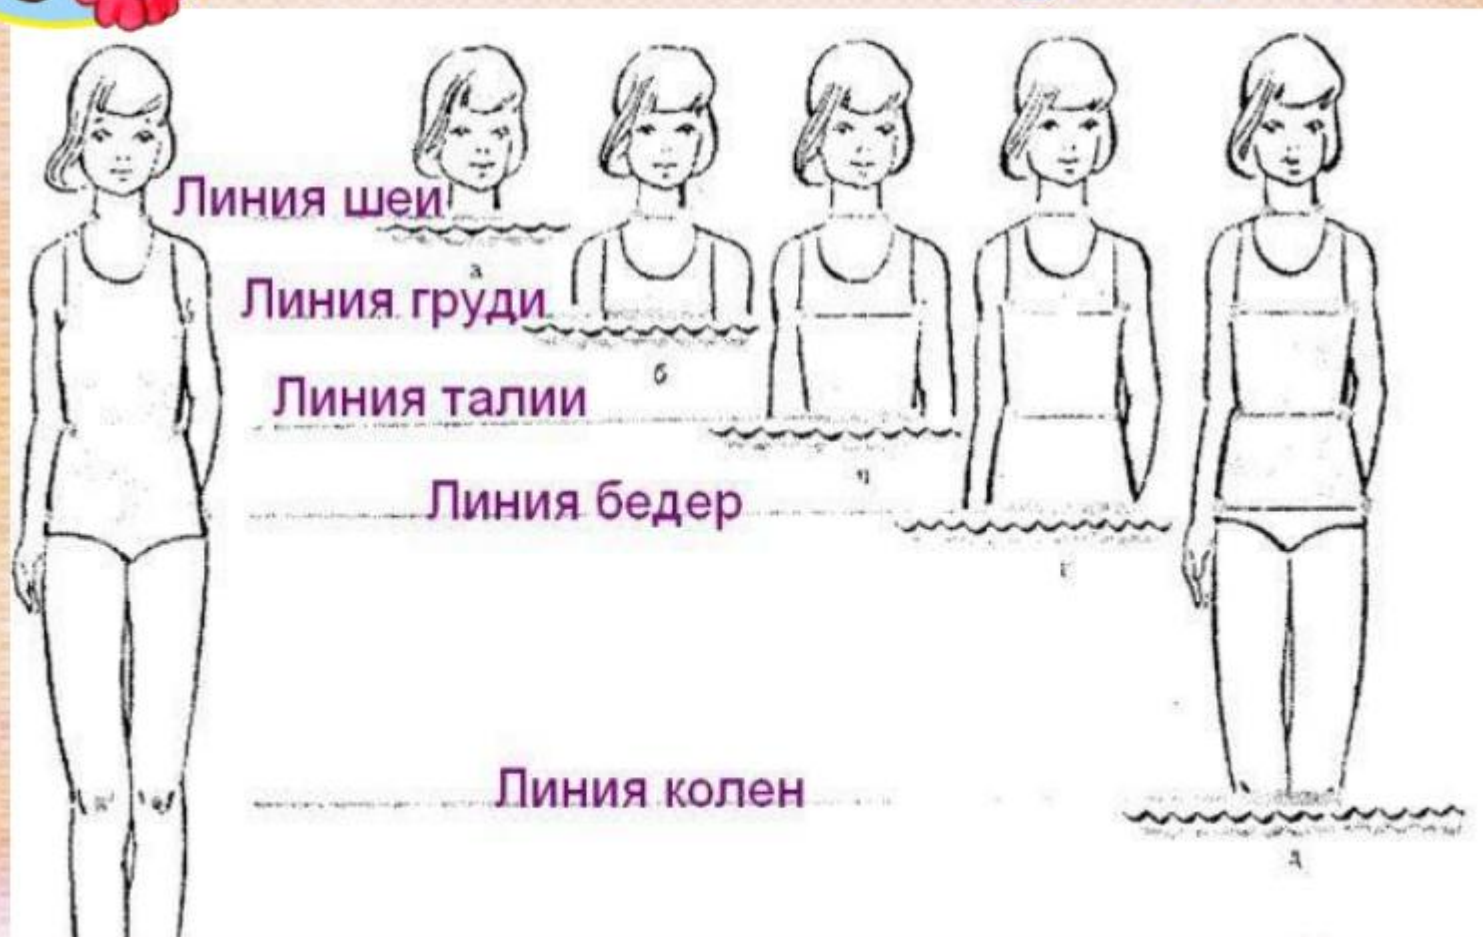 Линия шеи
а
Линия груди
б
Линия талии
Линия бедер
г
Линия колен
д